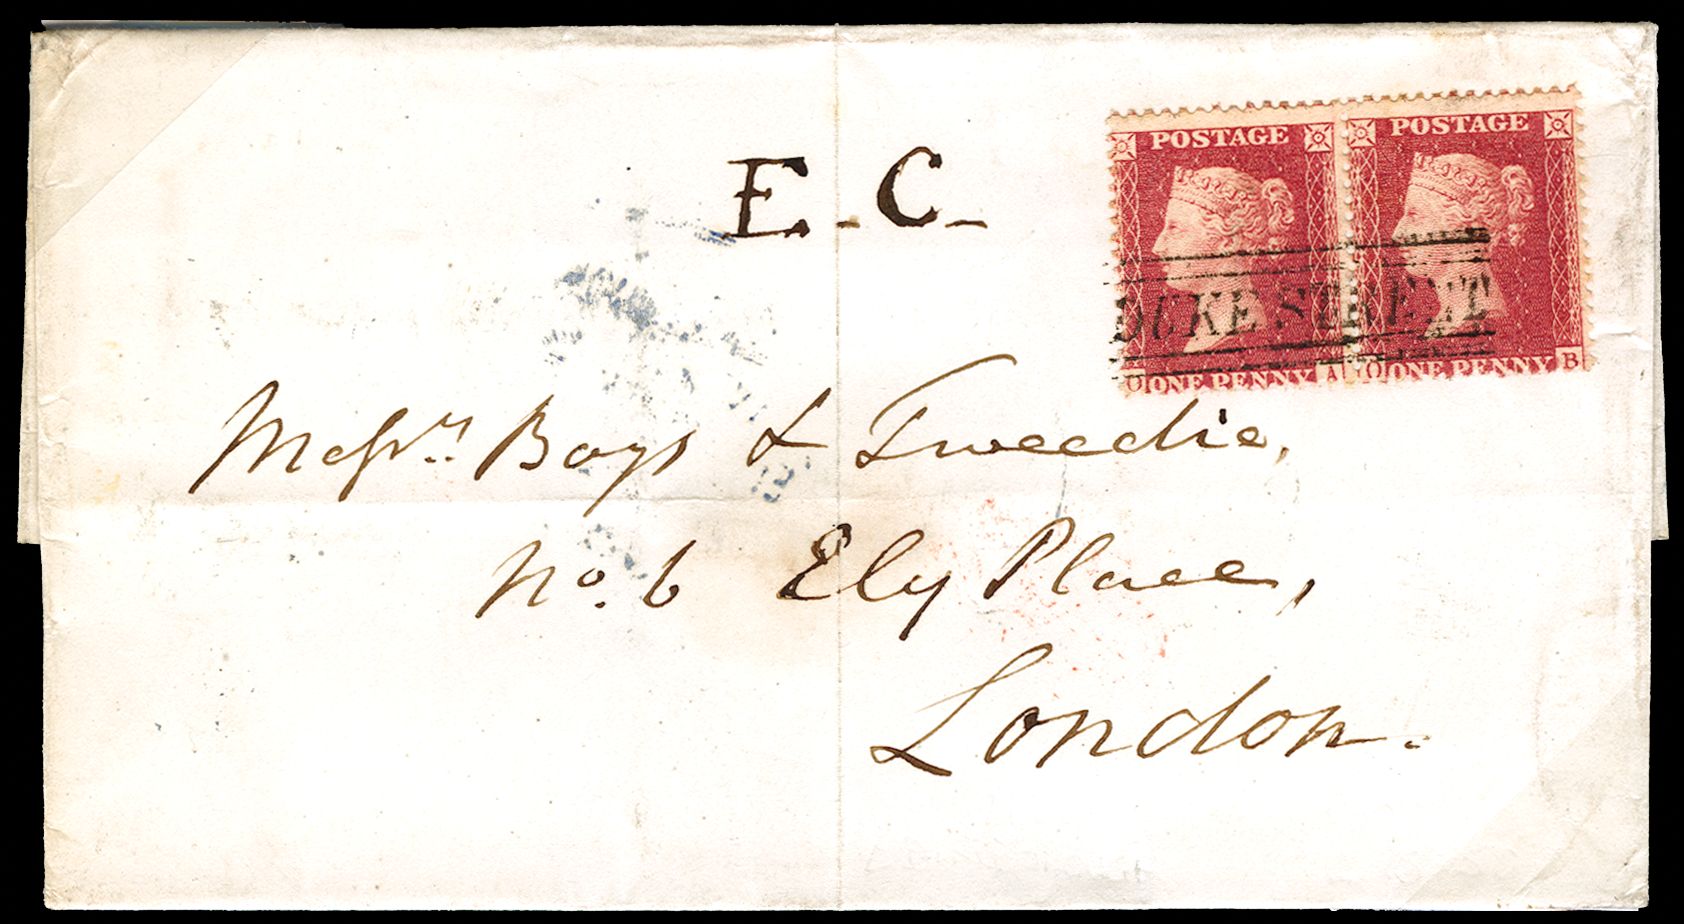 E. C.
POSTAGE
POSTAGE
DUKE STREET
ONE PENNY A
ONE PENNY B
Messrs. Boys & Tweedie,
No. 6 Ely Place,
London.